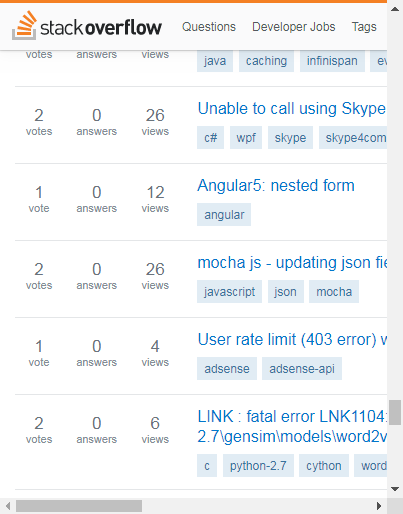 stackoverflow Questions Developer Jobs Tags
votes answers views
java caching infinispan
2 0 26 Unable to call using Skype
votes answers views c# wpf skype skype4com
1 0 12 Angular5: nested form
vote answers views angular
2 0 26 mocha js - updating json fie
votes answers views javascript json mocha
1 0 4 User rate limit (403 error) w
vote answers views adsense adsense-api
2 0 6 LINK : fatal error LNK1104:
votes answers views 2.7\gensim\models\word2v
c python-2.7 cython word